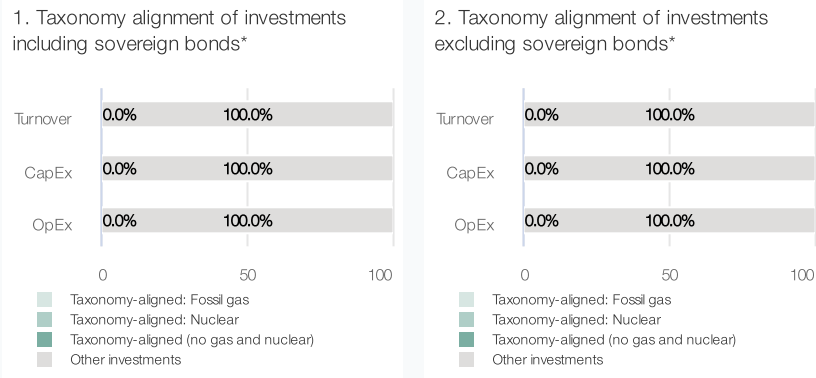 1. Taxonomy alignment of investments
including sovereign bonds*
Turnover
0.0%
100.0%
CapEx
0.0%
100.0%
OpEx
0.0%
100.0%
0
50
100
Taxonomy-aligned: Fossil gas
Taxonomy-aligned: Nuclear
Taxonomy-aligned (no gas and nuclear)
Other investments
2. Taxonomy alignment of investments
excluding sovereign bonds*
Turnover
0.0%
100.0%
CapEx
0.0%
100.0%
OpEx
0.0%
100.0%
0
50
100
Taxonomy-aligned: Fossil gas
Taxonomy-aligned: Nuclear
Taxonomy-aligned (no gas and nuclear)
Other investments